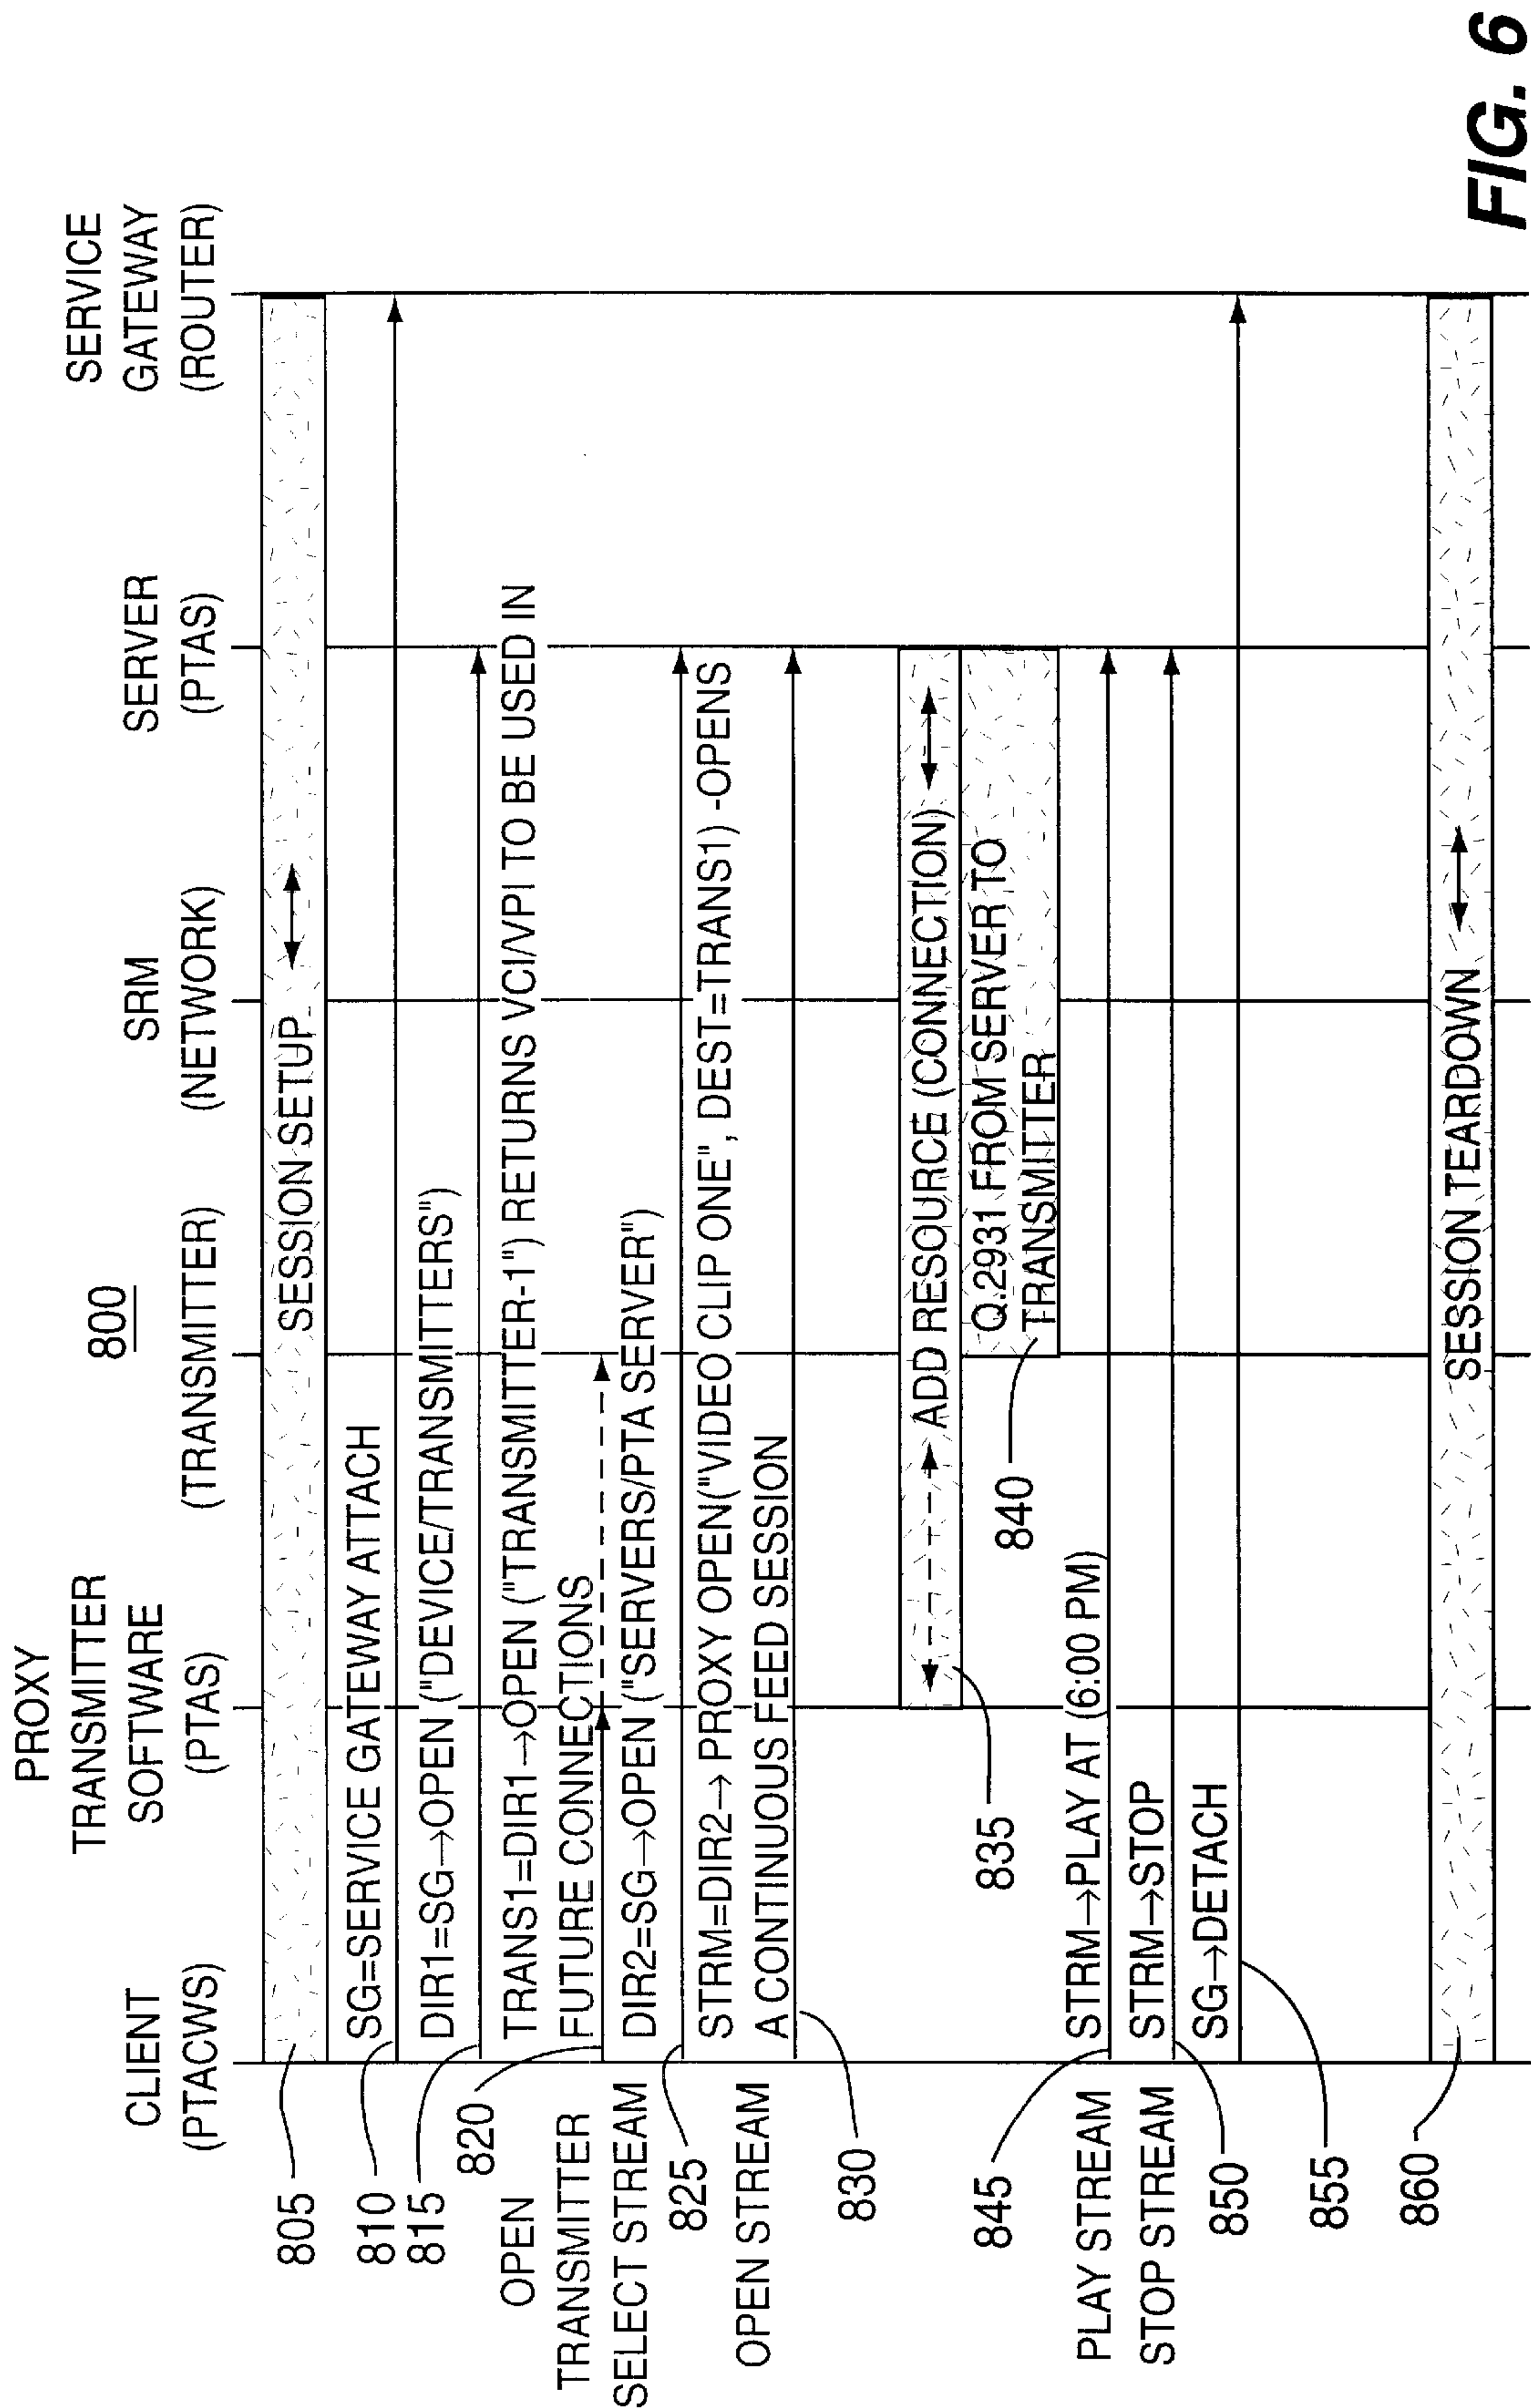 800
CLIENT
(PTACWS)
PROXY
TRANSMITTER
SOFTWARE
(PTAS)
(TRANSMITTER)
SRM
(NETWORK)
SERVER
(PTAS)
SERVICE
GATEWAY
(ROUTER)
805
SESSION SETUP
810
SG=SERVICE GATEWAY ATTACH
815
DIR1=SG→OPEN ("DEVICE/TRANSMITTERS")
820
OPEN
TRANSMITTER
TRANS1=DIR1→OPEN ("TRANSMITTER-1") RETURNS VCI/VPI TO BE USED IN
FUTURE CONNECTIONS
SELECT STREAM
DIR2=SG→OPEN ("SERVERS/PTA SERVER")
825
OPEN STREAM
STRM=DIR2→ PROXY OPEN("VIDEO CLIP ONE", DEST=TRANS1) -OPENS
A CONTINUOUS FEED SESSION
830
ADD RESOURCE (CONNECTION)
835
Q.2931 FROM SERVER TO
TRANSMITTER
840
845
PLAY STREAM
STRM→PLAY AT (6:00 PM)
STOP STREAM
STRM→STOP
850
SG→DETACH
855
860
SESSION TEARDOWN
FIG. 6